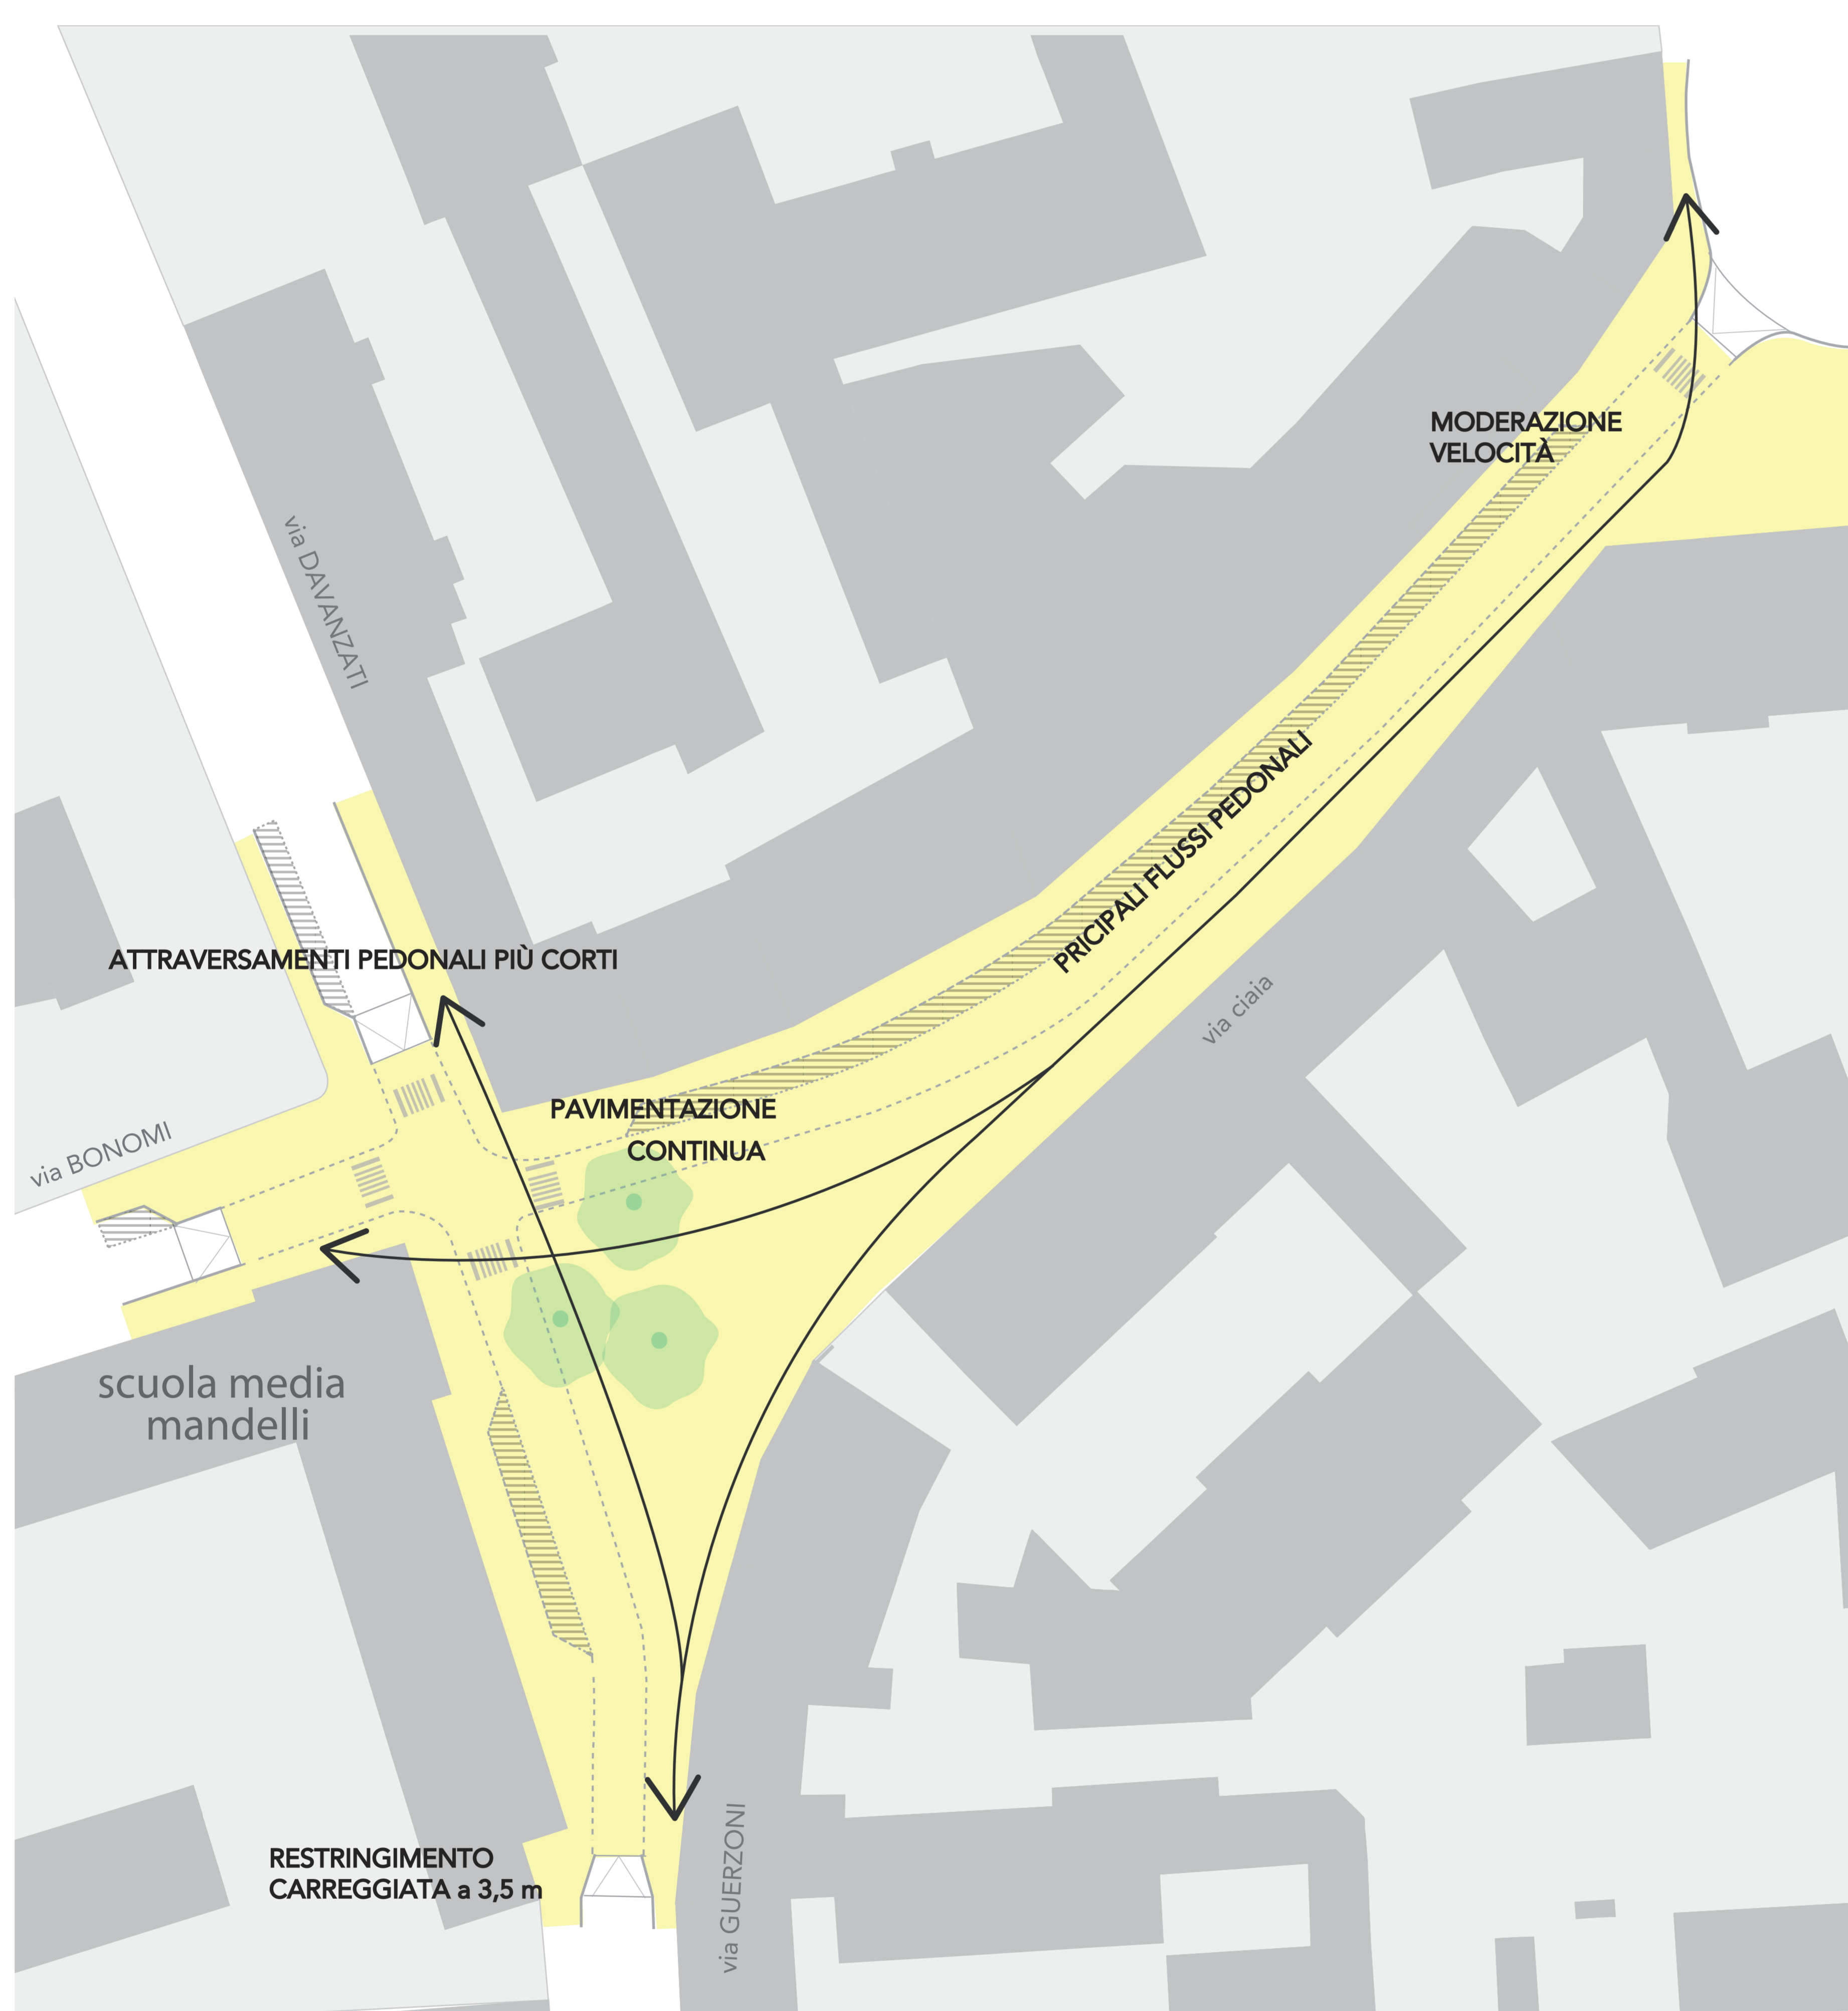 MODERAZIONE
VELOCITÀ
via DAVANZATI
PRICIPALI FLUSSI PEDONALI
ATTRAVERSAMENTI PEDONALI PIÙ CORTI
via ciaia
PAVIMENTAZIONE
CONTINUA
via BONOMI
scuola media
mandelli
RESTRINGIMENTO
CARREGGIATA a 3,5 m
via GUERZONI